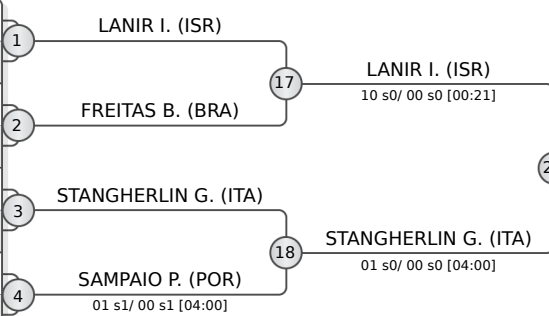 LANIR I. (ISR)
1
17
LANIR I. (ISR)
10 s0/ 00 s0 [00:21]
FREITAS B. (BRA)
2
STANGHERLIN G. (ITA)
3
18
STANGHERLIN G. (ITA)
01 s0/ 00 s0 [04:00]
SAMPAIO P. (POR)
4
01 s1/ 00 s1 [04:00]